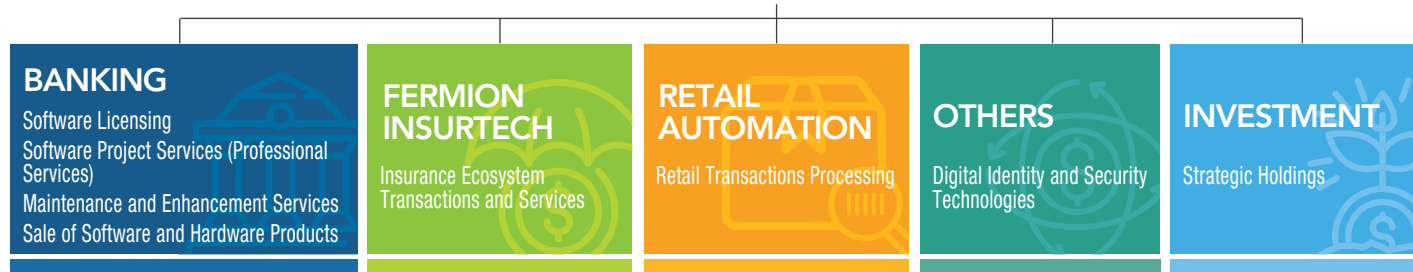 BANKING
Software Licensing
Software Project Services (Professional
Services)
Maintenance and Enhancement Services
Sale of Software and Hardware Products
FERMION
INSURTECH
Insurance Ecosystem
Transactions and Services
RETAIL
AUTOMATION
Retail Transactions Processing
OTHERS
Digital Identity and Security
Technologies
INVESTMENT
Strategic Holdings